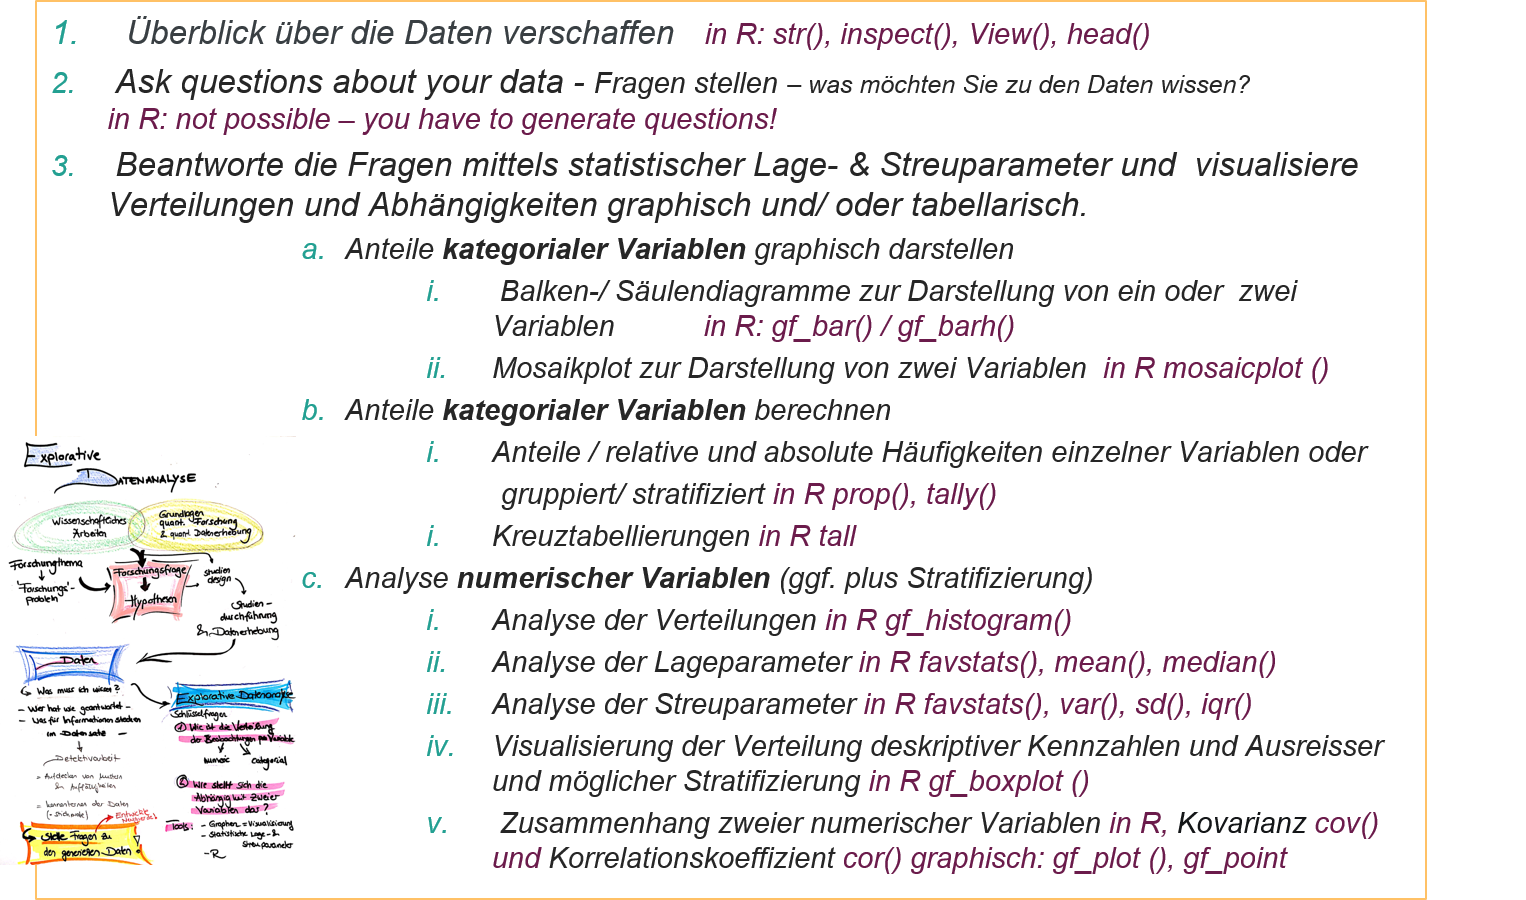 1. Überblick über die Daten verschaffen in R: str(), inspect(), View(), head()
2. Ask questions about your data - Fragen stellen – was möchten Sie zu den Daten wissen?
in R: not possible – you have to generate questions!
3. Beantworte die Fragen mittels statistischer Lage- & Streuparameter und visualisiere
Verteilungen und Abhängigkeiten graphisch und/ oder tabellarisch.
a. Anteile kategorialer Variablen graphisch darstellen
i. Balken-/ Säulendiagramme zur Darstellung von ein oder zwei
Variablen in R: gf_bar() / gf_barh()
ii. Mosaikplot zur Darstellung von zwei Variablen in R mosaicplot ()
b. Anteile kategorialer Variablen berechnen
i. Anteile / relative und absolute Häufigkeiten einzelner Variablen oder
gruppiert/ stratifiziert in R prop(), tally()
i. Kreuztabellierungen in R tall
c. Analyse numerischer Variablen (ggf. plus Stratifizierung)
i. Analyse der Verteilungen in R gf_histogram()
ii. Analyse der Lageparameter in R favstats(), mean(), median()
iii. Analyse der Streuparameter in R favstats(), var(), sd(), iqr()
iv. Visualisierung der Verteilung deskriptiver Kennzahlen und Ausreisser
und möglicher Stratifizierung in R gf_boxplot ()
v. Zusammenhang zweier numerischer Variablen in R, Kovarianz cov()
und Korrelationskoeffizient cor() graphisch: gf_plot (), gf_point
Explorative
DATENANALYSE
Wissenschaftliches
Arbeiten
Grundlagen
quant. Forschung
& quant. Datenerhebung
Forschungsthema
'Forschungs'-
problem
Forschungsfrage
Hypothesen
Studien
design
Studien-
durchführung
& Datenerhebung
Daten
Was muss ich wissen?
- Wer hat wie geantwortet -
- Was für Informationen stecken
im Datensatz -
Detektivarbeit
= Aufdecken von Mustern
& Auffälligkeiten
= kennenlernen der Daten
Stelle Fragen zu
den generierten Daten!
Explorative Datenanalyse
Schlüsselfragen
① Wie ist die Verteilung
der Beobachtungen pro Variable
numeric categorial
② Wie stellt sich die
Abhängigkeit zweier
Variablen das?
Tools: - Graphen = Visualisierung
- Statistische Lage- &
Streuparameter
- R